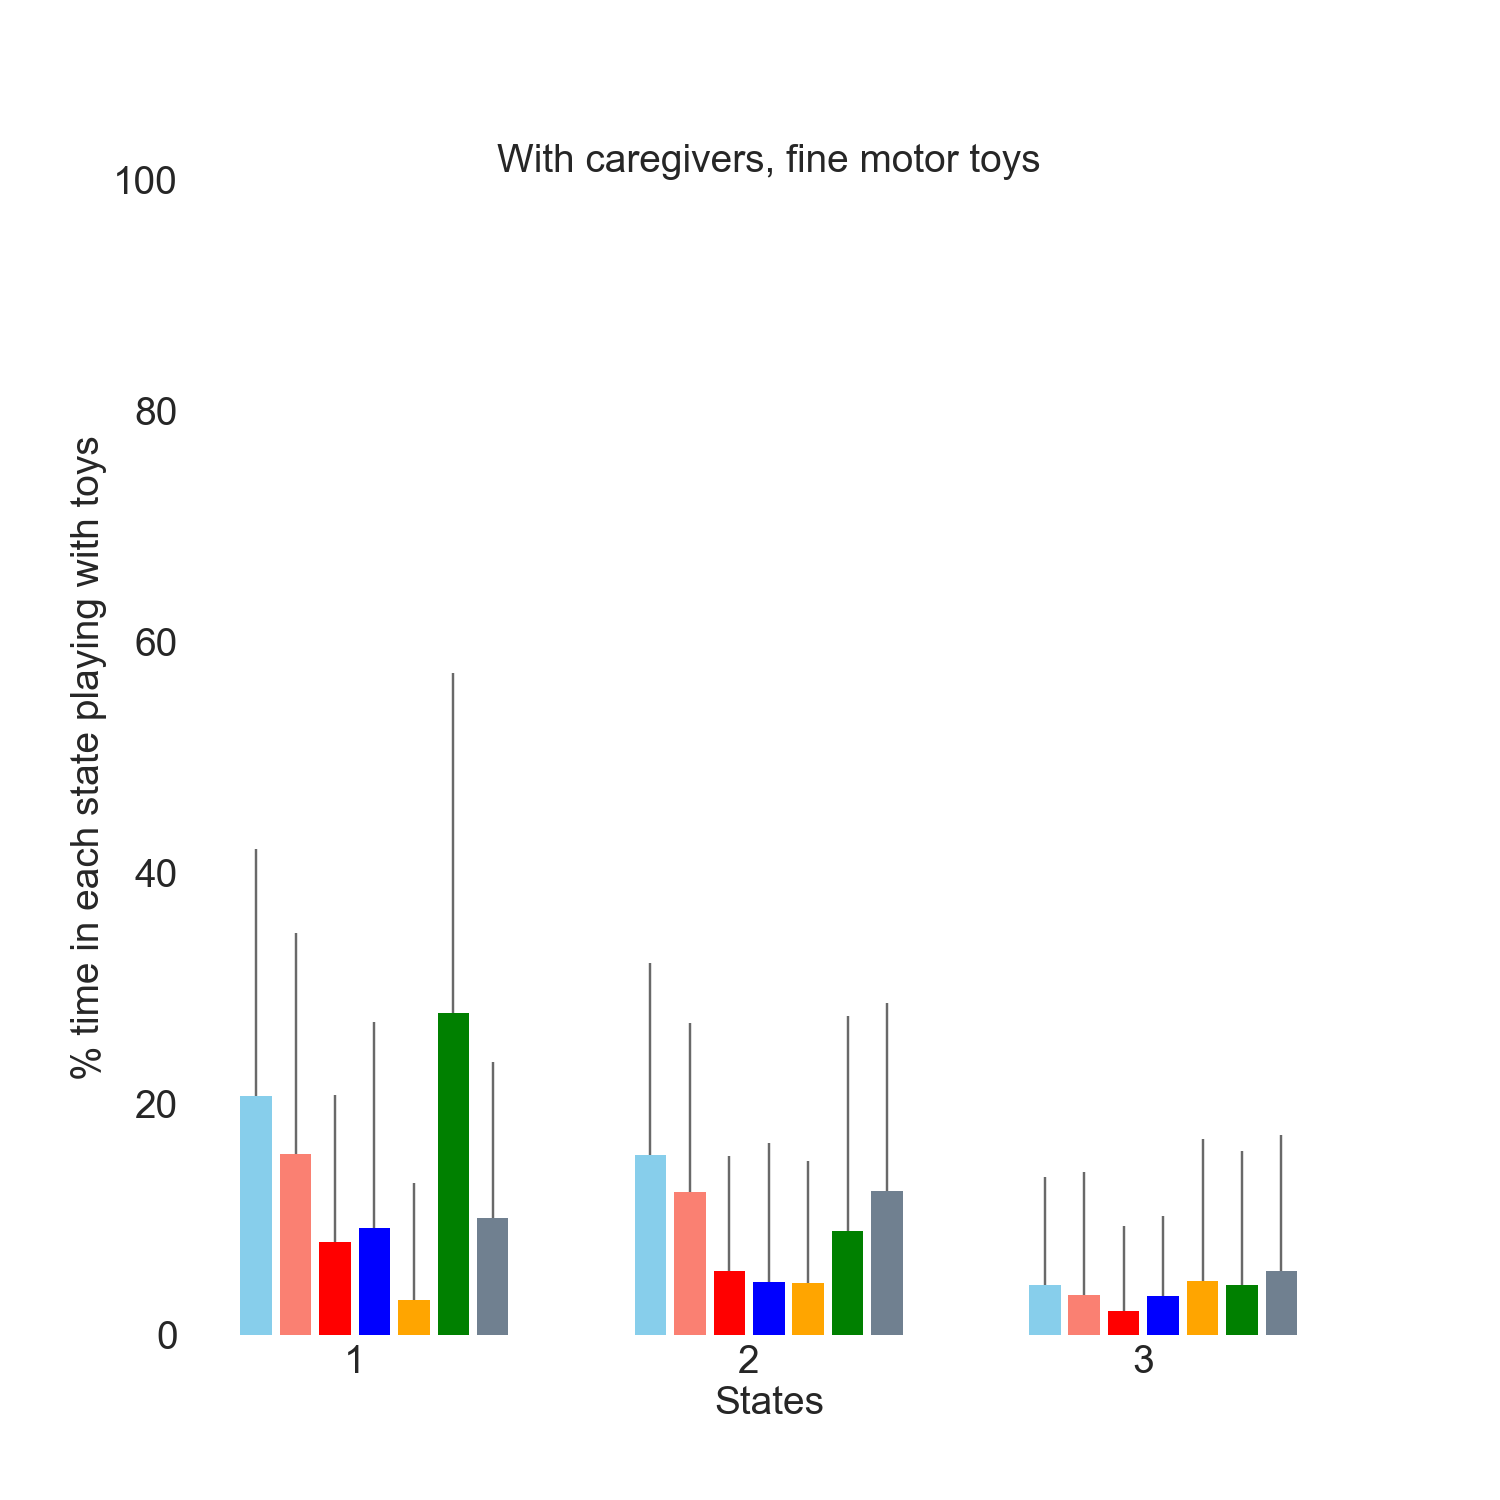 With caregivers, fine motor toys
100
80
60
40
20
0
% time in each state playing with toys
1 2 3
States